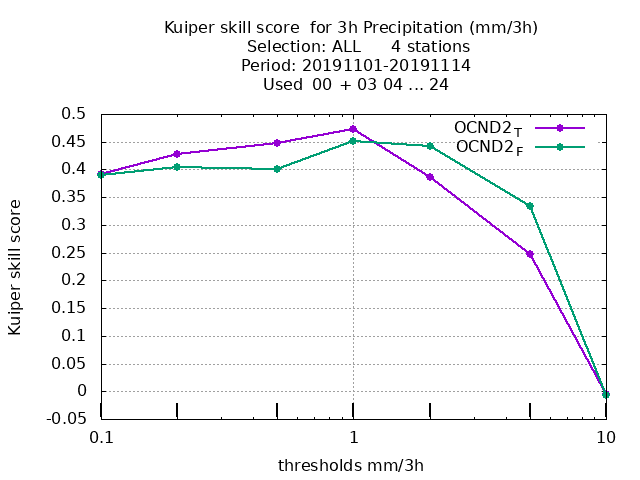 Kuiper skill score  for 3h Precipitation (mm/3h)
Selection: ALL      4 stations
Period: 20191101-20191114
Used  00 + 03 04 ... 24
OCND2T
OCND2F
0.5
0.45
0.4
0.35
0.3
0.25
0.2
0.15
0.1
0.05
0
-0.05
Kuiper skill score
0.1 1 10
thresholds mm/3h